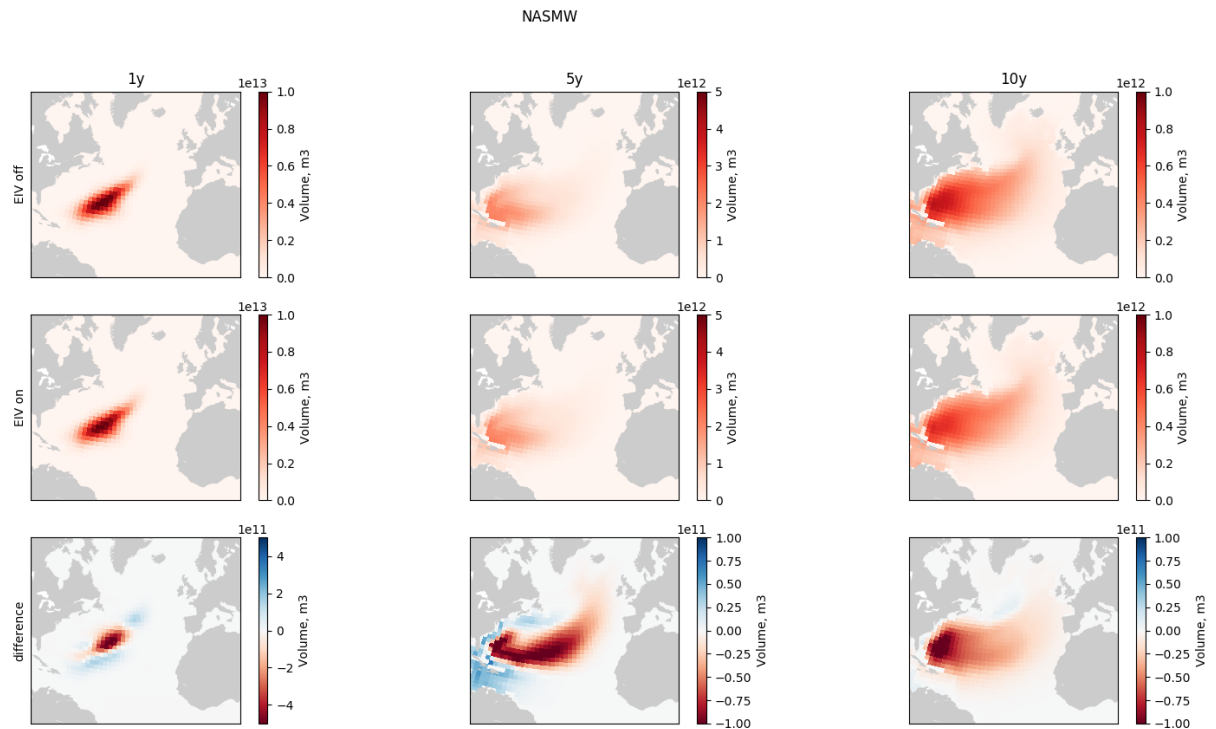 NASMW
1y
5y
10y
EIV off
1e13
1.0
0.8
0.6
0.4
0.2
0.0
Volume, m3
1e12
5
4
3
2
1
0
Volume, m3
1e12
1.0
0.8
0.6
0.4
0.2
0.0
Volume, m3
EIV on
1e13
1.0
0.8
0.6
0.4
0.2
0.0
Volume, m3
1e12
5
4
3
2
1
0
Volume, m3
1e12
1.0
0.8
0.6
0.4
0.2
0.0
Volume, m3
difference
1e11
4
2
0
−2
−4
Volume, m3
1e11
1.00
0.75
0.50
0.25
0.00
−0.25
−0.50
−0.75
−1.00
Volume, m3
1e11
1.00
0.75
0.50
0.25
0.00
−0.25
−0.50
−0.75
−1.00
Volume, m3